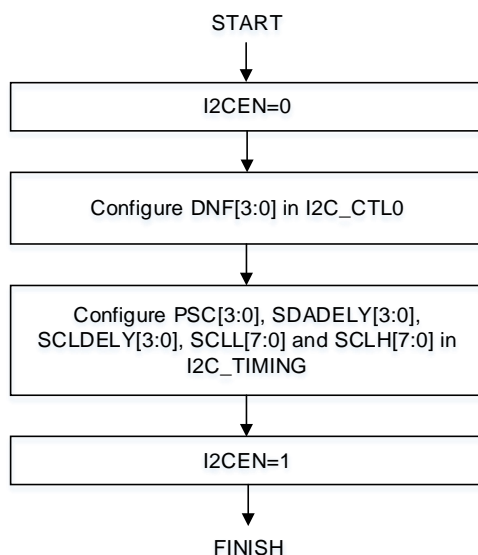 START
I2CEN=0
Configure DNF[3:0] in I2C_CTL0
Configure PSC[3:0], SDADELY[3:0],
SCLDELY[3:0], SCLL[7:0] and SCLH[7:0] in
I2C_TIMING
I2CEN=1
FINISH